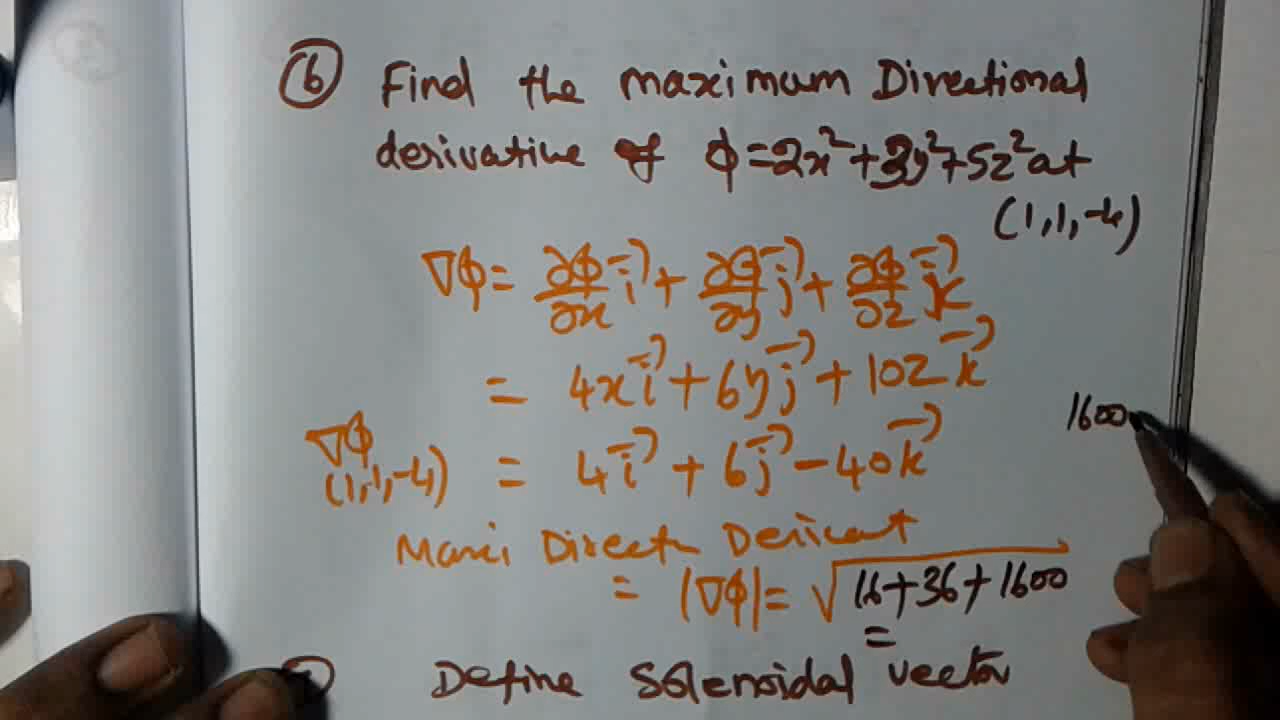 (6) Find the maximum Directional
derivative of ϕ=2x²+3y²+5z² at
(1,1,-4)
∇ϕ = ∂ϕ/∂x i⃗ + ∂ϕ/∂y j⃗ + ∂ϕ/∂z k⃗
= 4x i⃗ + 6y j⃗ + 10z k⃗
1600
∇ϕ (1,1,-4) = 4i⃗ + 6j⃗ - 40k⃗
Maxi Direct Derivat
= |∇ϕ| = √16+36+1600
=
Define Solenoidal vector